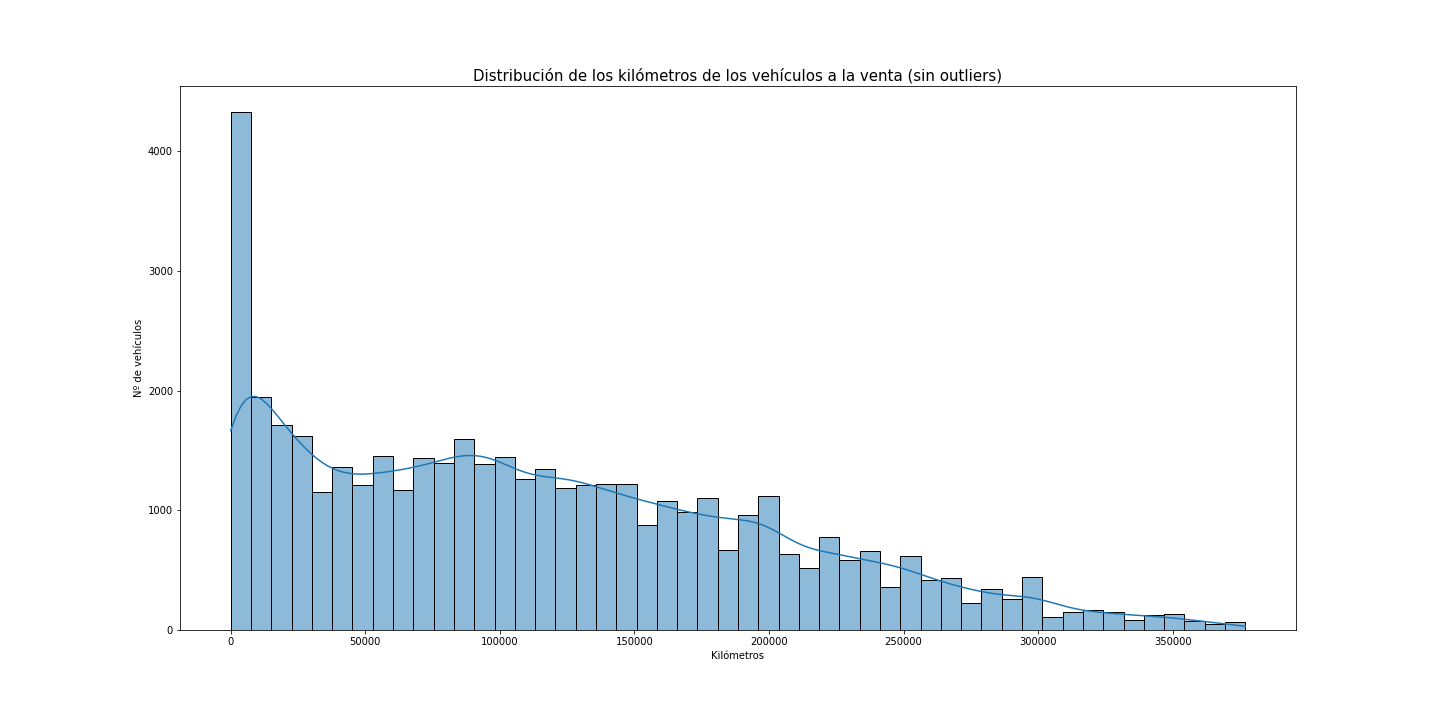 Distribución de los kilómetros de los vehículos a la venta (sin outliers)
4000
3000
2000
1000
0
Nº de vehículos
0 50000 100000 150000 200000 250000 300000 350000
Kilómetros